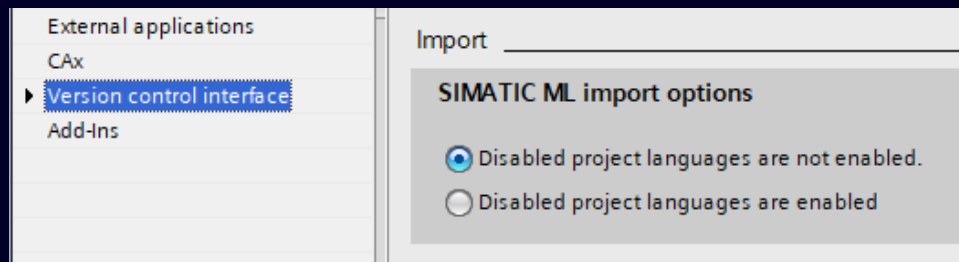 External applications
CAx
Version control interface
Add-Ins
Import
SIMATIC ML import options
Disabled project languages are not enabled.
Disabled project languages are enabled